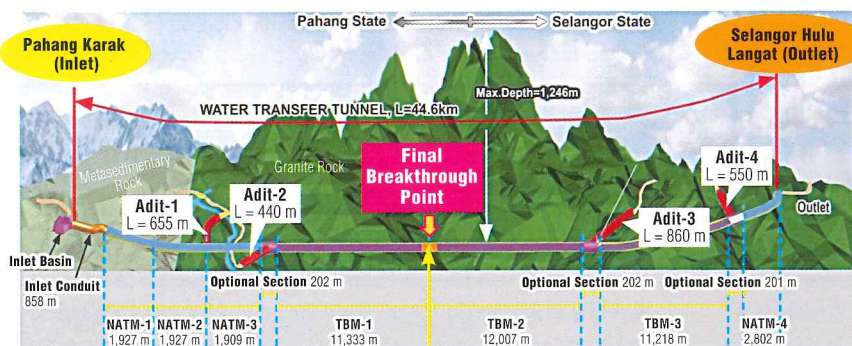 Pahang State
Selangor State
Pahang Karak
(Inlet)
Selangor Hulu
Langat (Outlet)
Max.Depth=1,246m
WATER TRANSFER TUNNEL, L=44.6km
Metasedimentary
Rock
Granite Rock
Final
Breakthrough
Point
Adit-1
L = 655 m
Adit-2
L = 440 m
Adit-3
L = 860 m
Adit-4
L = 550 m
Outlet
Inlet Basin
Inlet Conduit
858 m
Optional Section 202 m
Optional Section 202 m
Optional Section 201 m
NATM-1
1,927 m
NATM-2
1,927 m
NATM-3
1,909 m
TBM-1
11,333 m
TBM-2
12,007 m
TBM-3
11,218 m
NATM-4
2,802 m